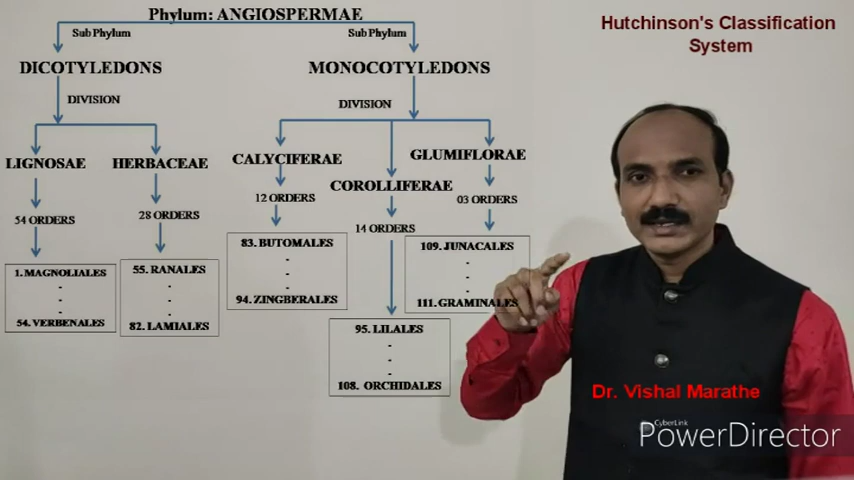 Phylum: ANGIOSPERMAE
Hutchinson's Classification
System
Sub Phylum
Sub Phylum
DICOTYLEDONS
MONOCOTYLEDONS
DIVISION
DIVISION
LIGNOSAE
HERBACEAE
CALYCIFERAE
COROLLIFERAE
GLUMIFLORAE
54 ORDERS
28 ORDERS
12 ORDERS
14 ORDERS
03 ORDERS
1. MAGNOLIALES
54. VERBENALES
55. RANALES
82. LAMIALES
83. BUTOMALES
94. ZINGBERALES
95. LILALES
108. ORCHIDALES
109. JUNACALES
111. GRAMINALES
Dr. Vishal Marathe
CyberLink
PowerDirector